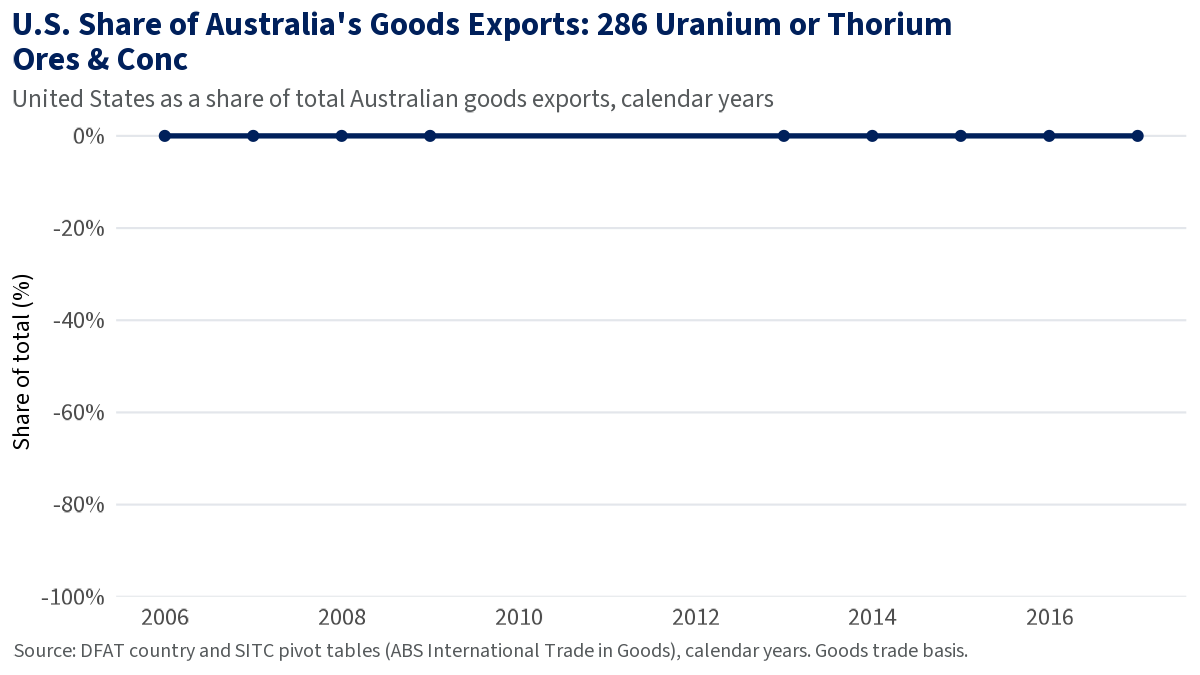 U.S. Share of Australia's Goods Exports: 286 Uranium or Thorium
Ores & Conc
United States as a share of total Australian goods exports, calendar years
Share of total (%)
0%
-20%
-40%
-60%
-80%
-100%
2006
2008
2010
2012
2014
2016
Source: DFAT country and SITC pivot tables (ABS International Trade in Goods), calendar years. Goods trade basis.